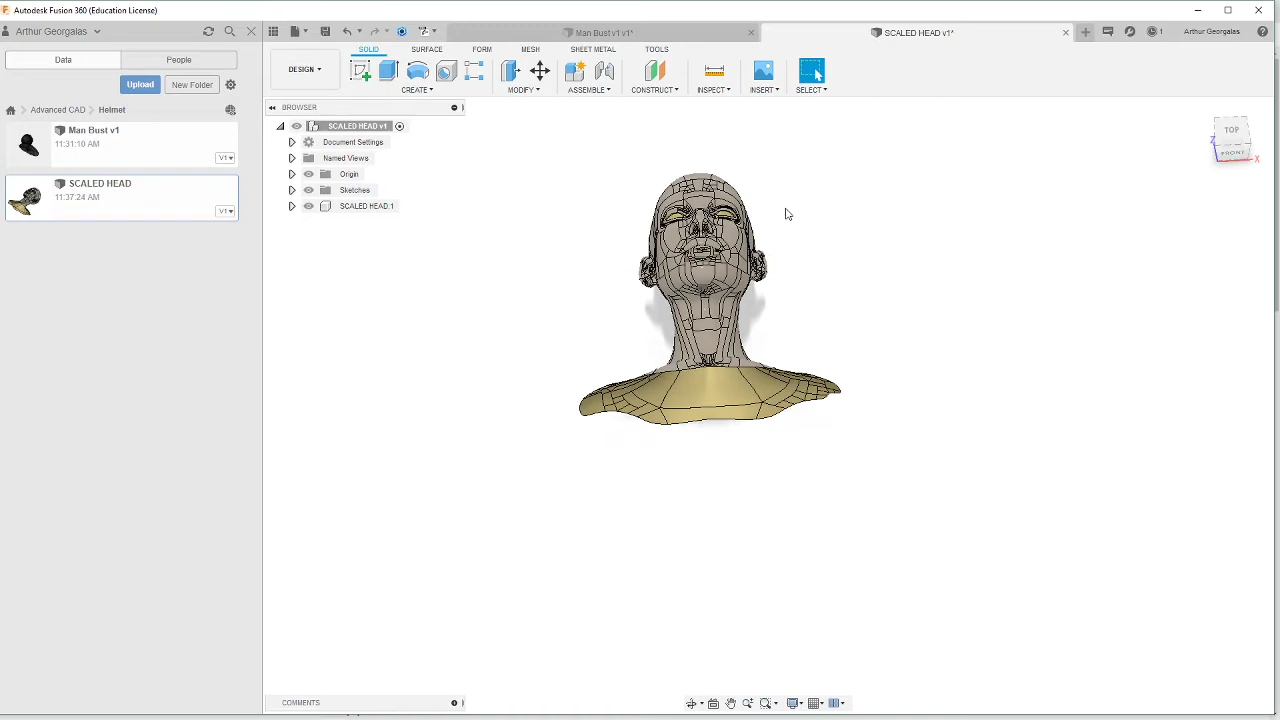 Autodesk Fusion 360 (Education License)
Arthur Georgalas
Man Bust v1 v1*
SCALED HEAD v1*
1
Arthur Georgalas
Data
People
Upload
New Folder
Advanced CAD
Helmet
Man Bust v1
11:31:10 AM
V1
SCALED HEAD
11:37:24 AM
V1
SOLID
SURFACE
FORM
MESH
SHEET METAL
TOOLS
DESIGN
CREATE
MODIFY
ASSEMBLE
CONSTRUCT
INSPECT
INSERT
SELECT
BROWSER
SCALED HEAD v1
Document Settings
Named Views
Origin
Sketches
SCALED HEAD:1
TOP
FRONT
Z
X
COMMENTS